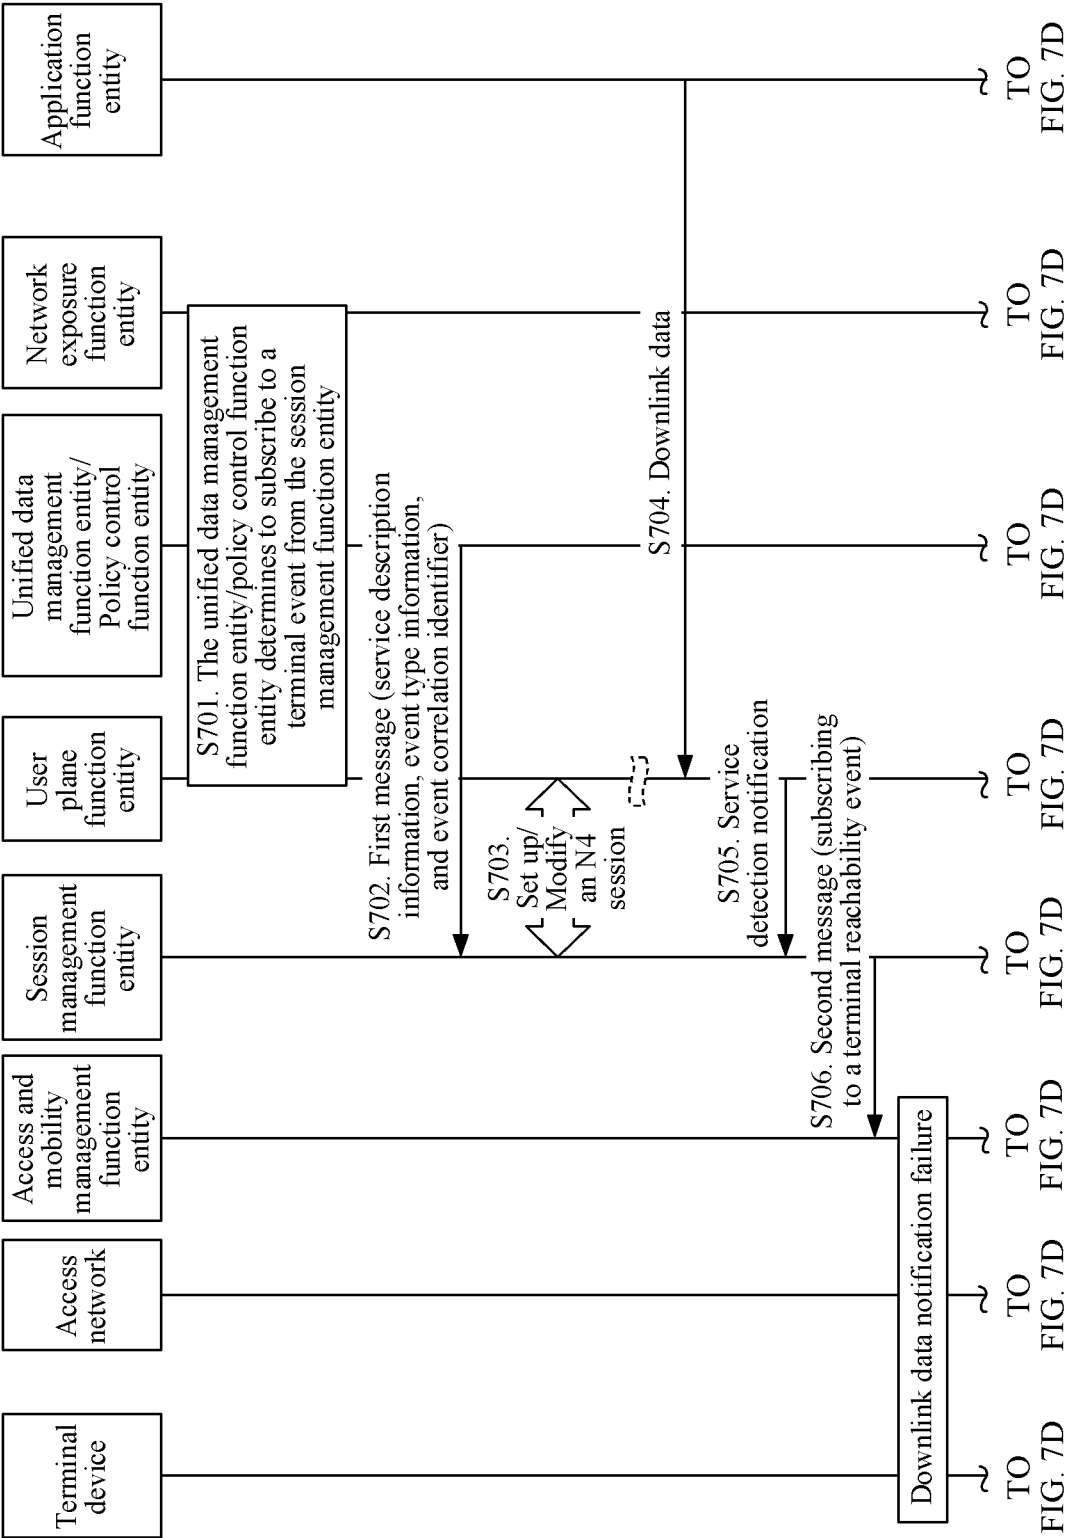 Terminal
device
Access
network
Access and
mobility
management
function
entity
Session
management
function
entity
User
plane
function
entity
Unified data
management
function entity/
Policy control
function entity
Network
exposure
function
entity
Application
function
entity
S701. The unified data management
function entity/policy control function
entity determines to subscribe to a
terminal event from the session
management function entity
S702. First message (service description
information, event type information,
and event correlation identifier)
S703.
Set up/
Modify
an N4
session
S704. Downlink data
S705. Service
detection notification
S706. Second message (subscribing
to a terminal reachability event)
Downlink data notification failure
TO
FIG. 7D
TO
FIG. 7D
TO
FIG. 7D
TO
FIG. 7D
TO
FIG. 7D
TO
FIG. 7D
TO
FIG. 7D
TO
FIG. 7D